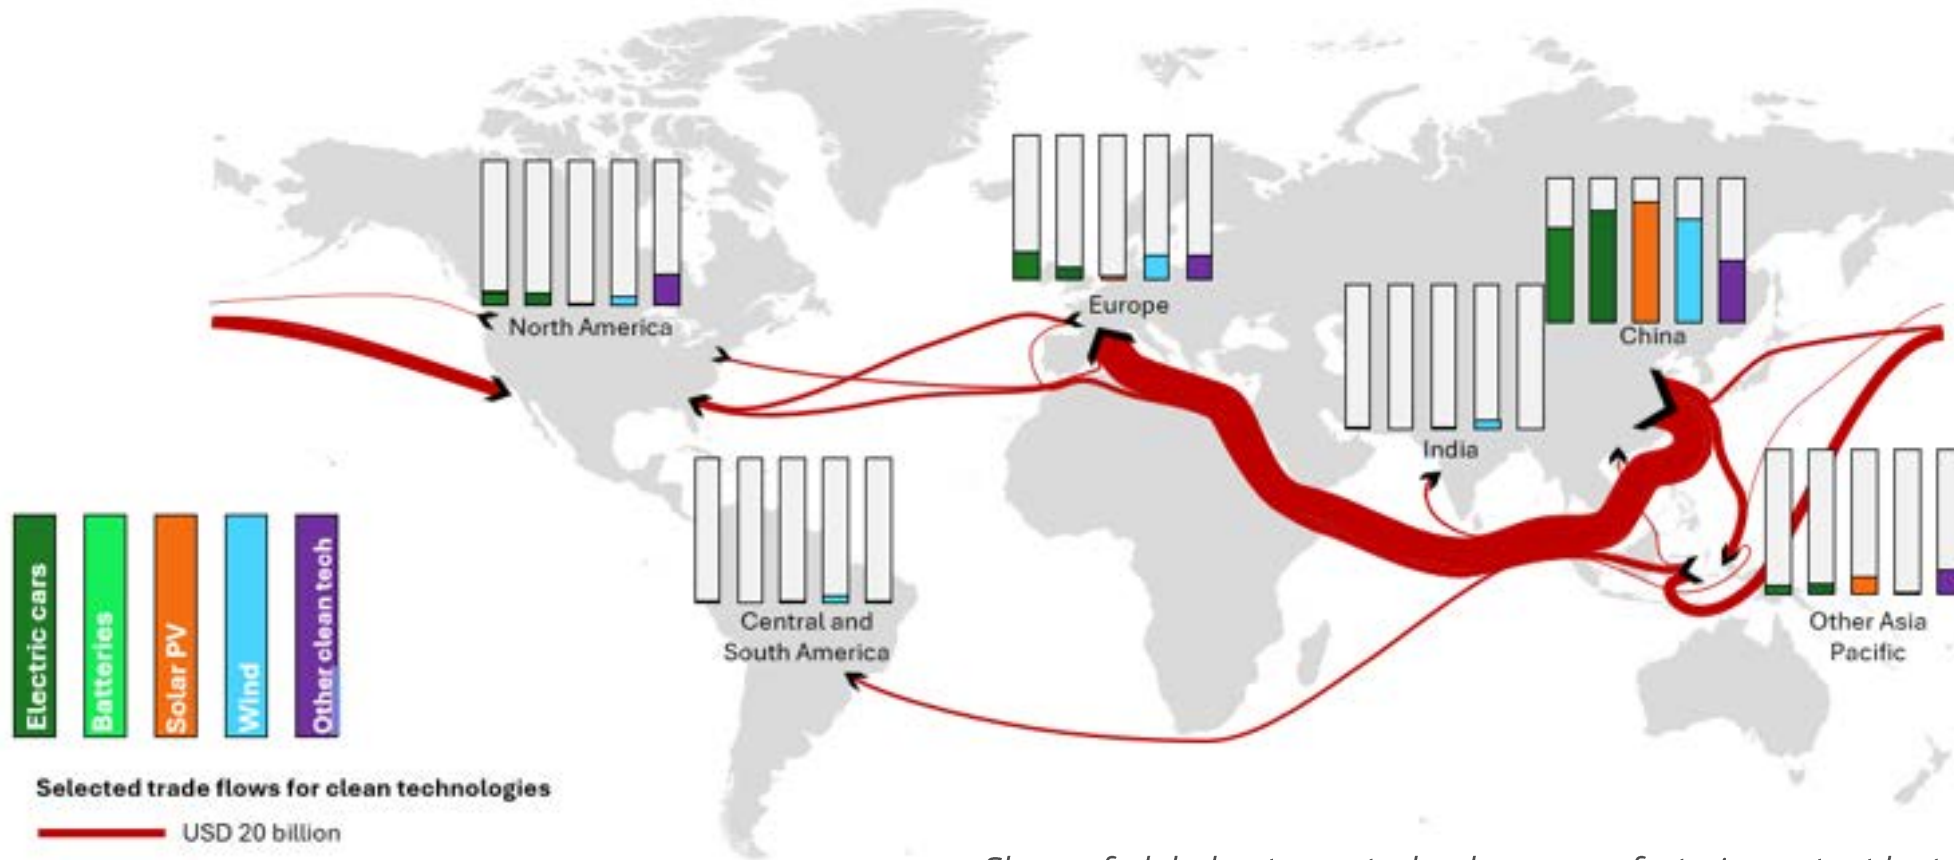 North America
Europe
China
India
Central and
South America
Other Asia
Pacific
Electric cars
Batteries
Solar PV
Wind
Other clean tech
Selected trade flows for clean technologies
USD 20 billion